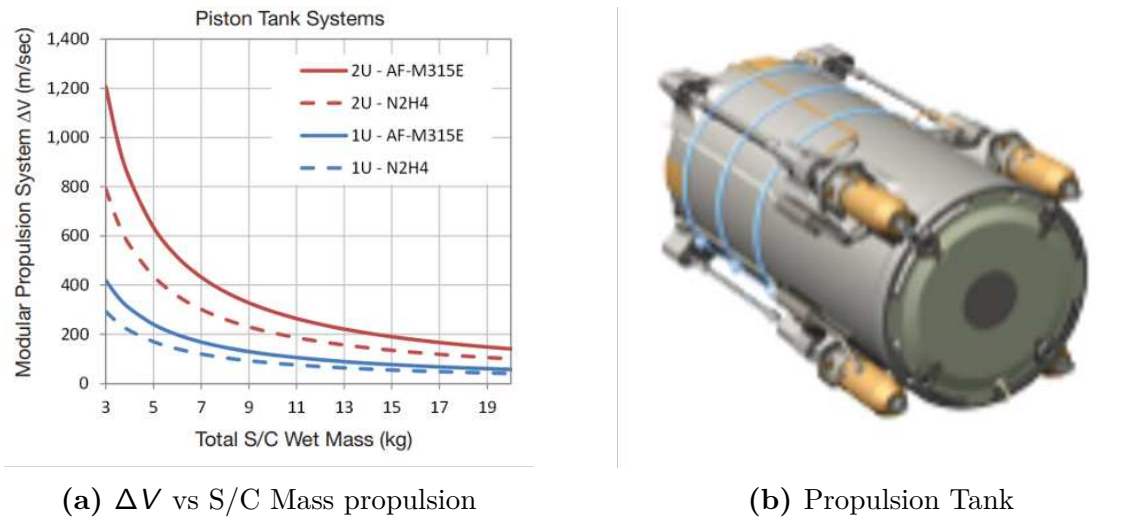 Piston Tank Systems
Modular Propulsion System ΔV (m/sec)
1,400
1,200
1,000
800
600
400
200
0
2U - AF-M315E
2U - N2H4
1U - AF-M315E
1U - N2H4
3 5 7 9 11 13 15 17 19
Total S/C Wet Mass (kg)
(a) ΔV vs S/C Mass propulsion
(b) Propulsion Tank